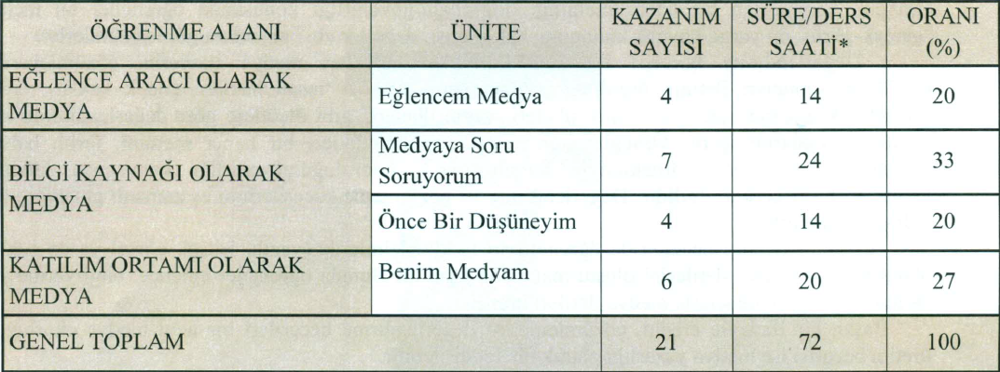 ÖĞRENME ALANI ÜNİTE KAZANIM SAYISI SÜRE/DERS SAATİ* ORANI (%)
EĞLENCE ARACI OLARAK MEDYA Eğlencem Medya 4 14 20
BİLGİ KAYNAĞI OLARAK MEDYA Medyaya Soru Soruyorum 7 24 33
Önce Bir Düşüneyim 4 14 20
KATILIM ORTAMI OLARAK MEDYA Benim Medyam 6 20 27
GENEL TOPLAM 21 72 100